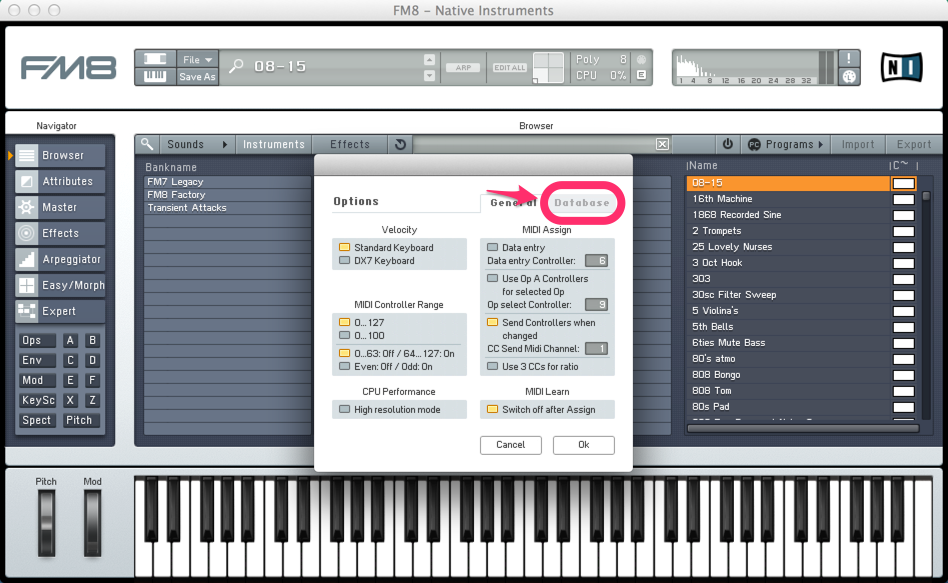 FM8 – Native Instruments
FM8
File
Save As
08-15
ARP
EDIT ALL
Poly 8
CPU 0%
E
1 4 8 12 16 20 24 28 32
!
NI
Navigator
Browser
Sounds
Instruments
Effects
PC Programs
Import
Export
Browser
Attributes
Master
Effects
Arpeggiator
Easy/Morph
Expert
Ops A B
Env C D
Mod E F
KeySc X Z
Spect Pitch
Bankname
FM7 Legacy
FM8 Factory
Transient Attacks
Options
General
Database
Velocity
Standard Keyboard
DX7 Keyboard
MIDI Controller Range
0...127
0...100
0...63: Off / 64...127: On
Even: Off / Odd: On
CPU Performance
High resolution mode
MIDI Assign
Data entry
Data entry Controller: 6
Use Op A Controllers
for selected Op
Op select Controller: 9
Send Controllers when
changed
CC Send Midi Channel: 1
Use 3 CCs for ratio
MIDI Learn
Switch off after Assign
Cancel
Ok
Name
C
08-15
16th Machine
1868 Recorded Sine
2 Trompets
25 Lovely Nurses
3 Oct Hook
303
30sc Filter Sweep
5 Violina's
5th Bells
6ties Mute Bass
80's atmo
808 Bongo
808 Tom
80s Pad
Pitch
Mod